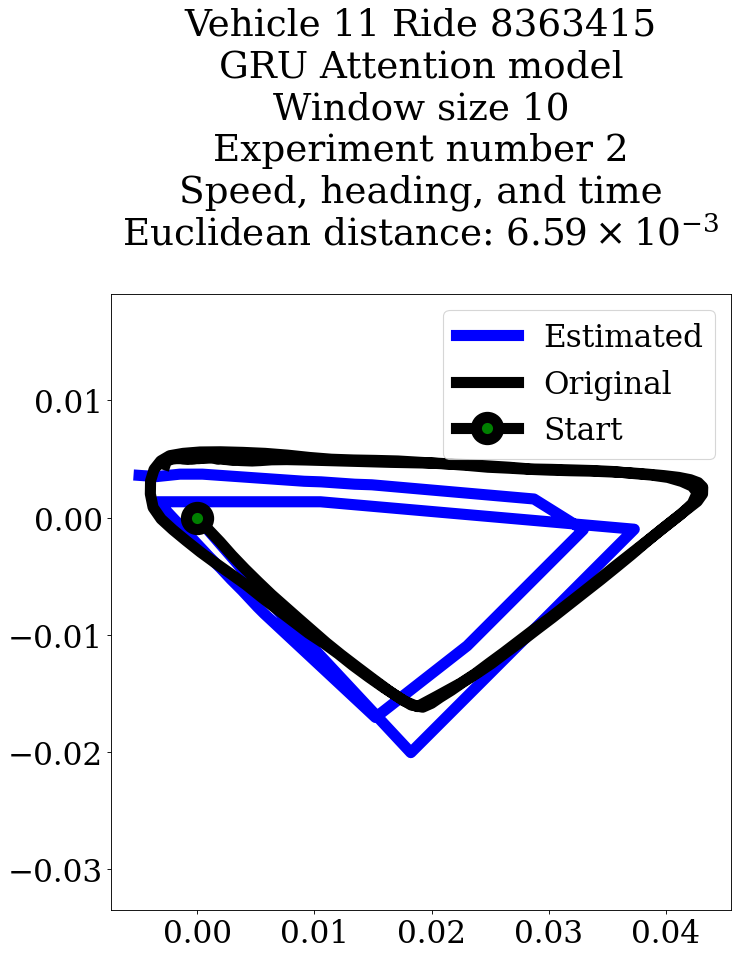 Vehicle 11 Ride 8363415
GRU Attention model
Window size 10
Experiment number 2
Speed, heading, and time
Euclidean distance: 6.59 × 10⁻³
Estimated
Original
Start
0.01
0.00
−0.01
−0.02
−0.03
0.00 0.01 0.02 0.03 0.04